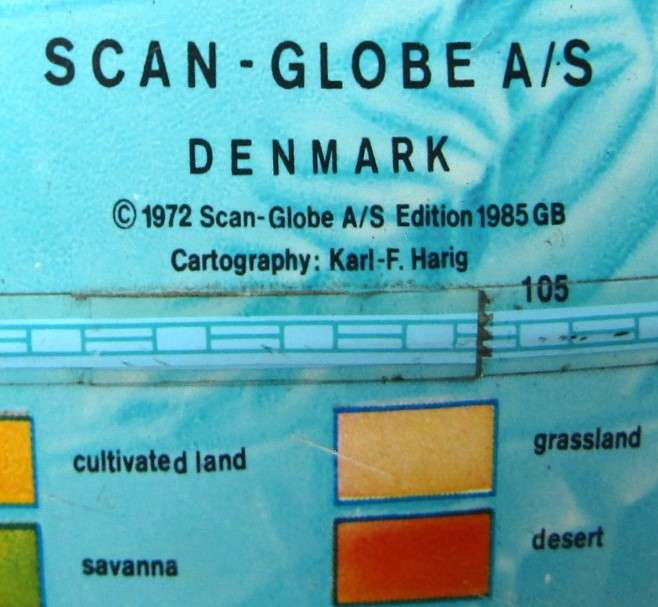 SCAN-GLOBE A/S
DENMARK
© 1972 Scan-Globe A/S Edition 1985 GB
Cartography: Karl-F. Harig
105
cultivated land
grassland
savanna
desert